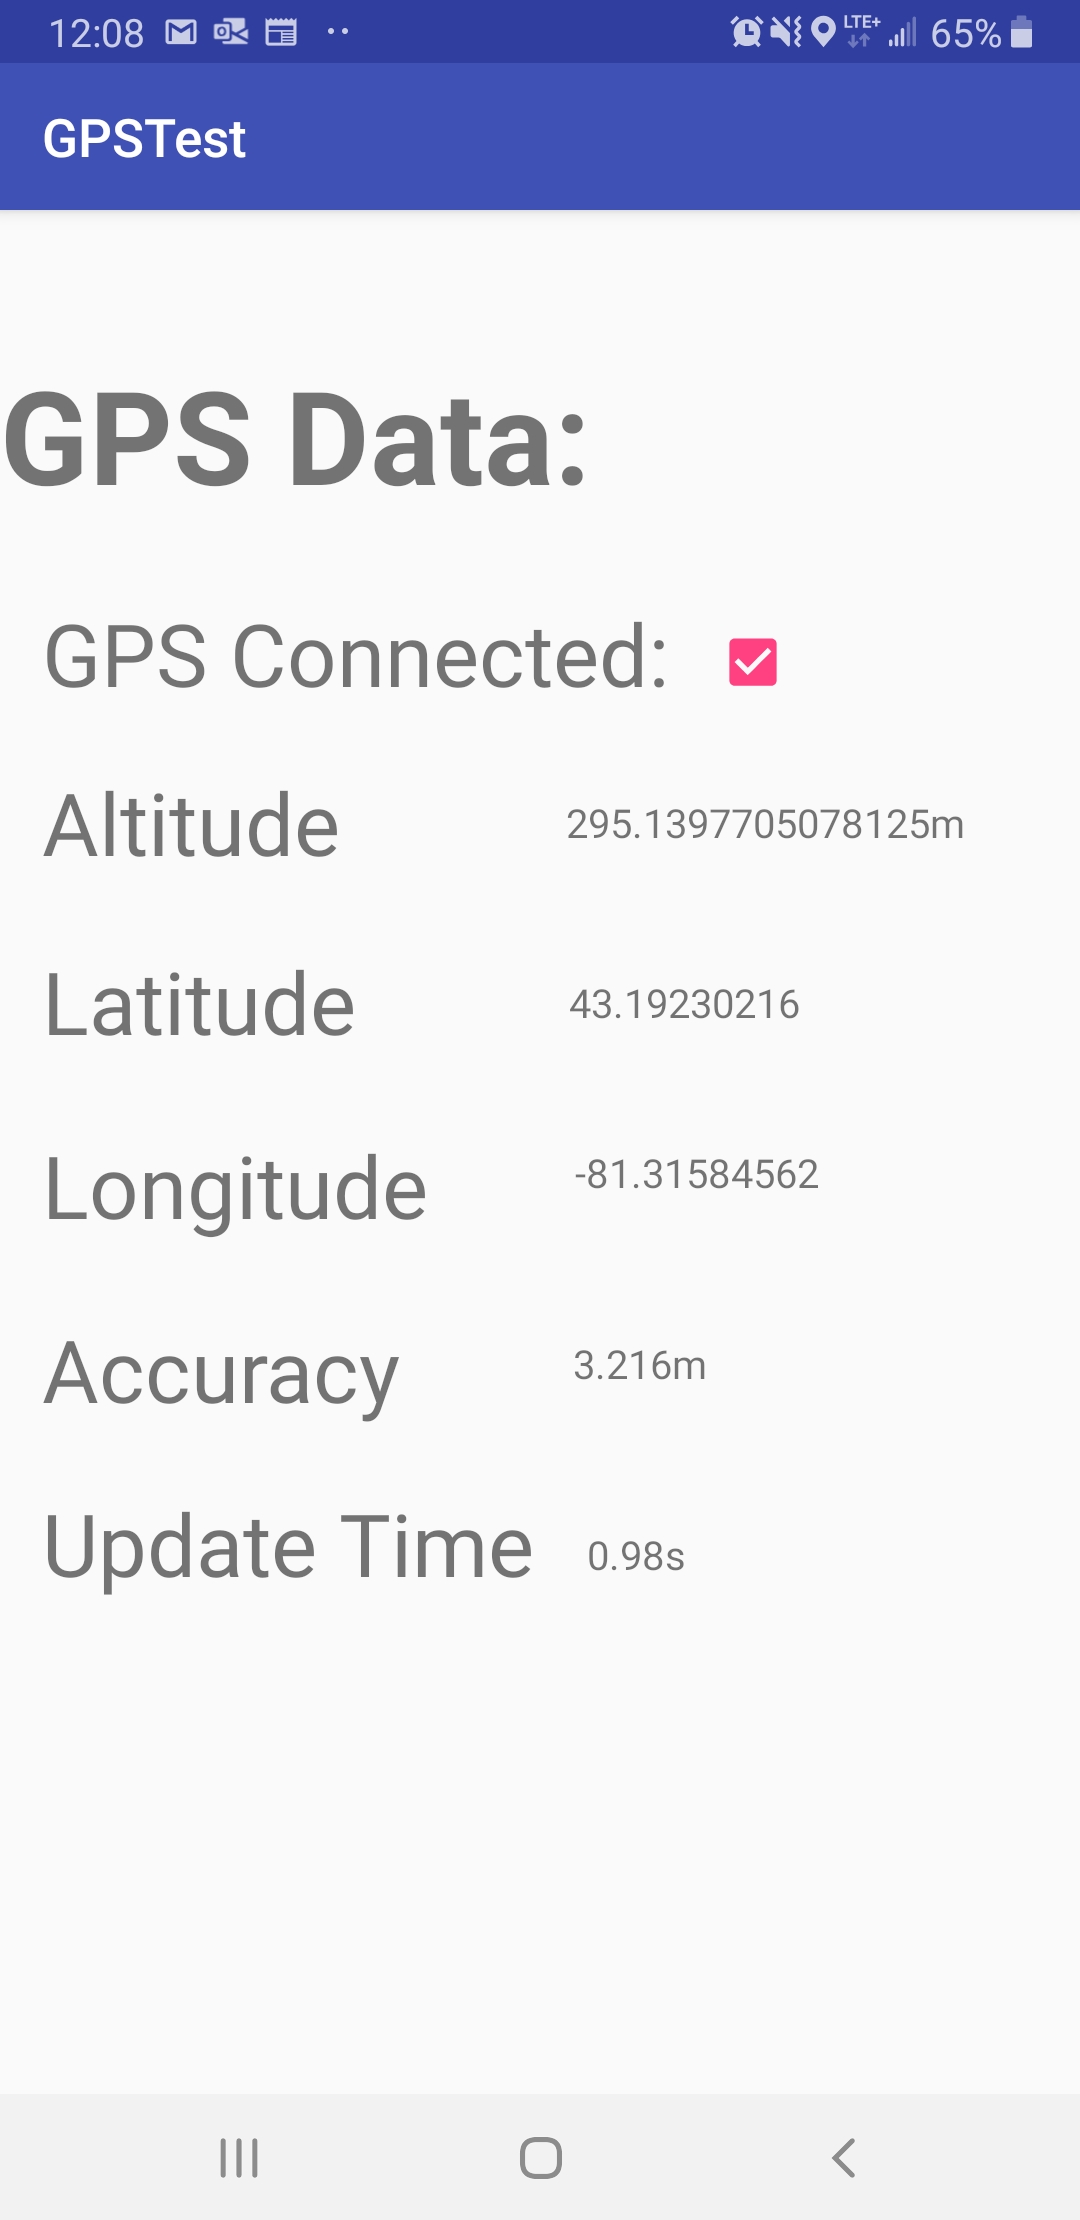 12:08 LTE+ 65%
GPSTest
GPS Data:
GPS Connected:
Altitude 295.1397705078125m
Latitude 43.19230216
Longitude -81.31584562
Accuracy 3.216m
Update Time 0.98s